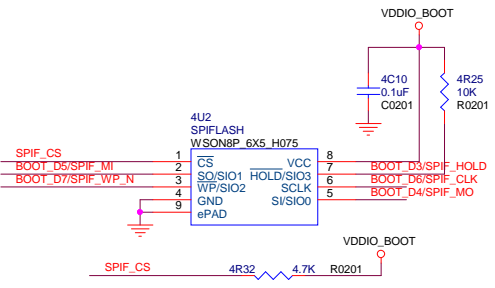 VDDIO_BOOT
4C10
0.1uF
C0201
4R25
10K
R0201
4U2
SPIFLASH
WSON8P_6X5_H075
SPIF_CS 1 CS VCC 8
BOOT_D5/SPIF_MI 2 SO/SIO1 HOLD/SIO3 7 BOOT_D3/SPIF_HOLD
BOOT_D7/SPIF_WP_N 3 WP/SIO2 SCLK 6 BOOT_D6/SPIF_CLK
4 GND SI/SIO0 5 BOOT_D4/SPIF_MO
9 ePAD
VDDIO_BOOT
SPIF_CS 4R32 4.7K R0201